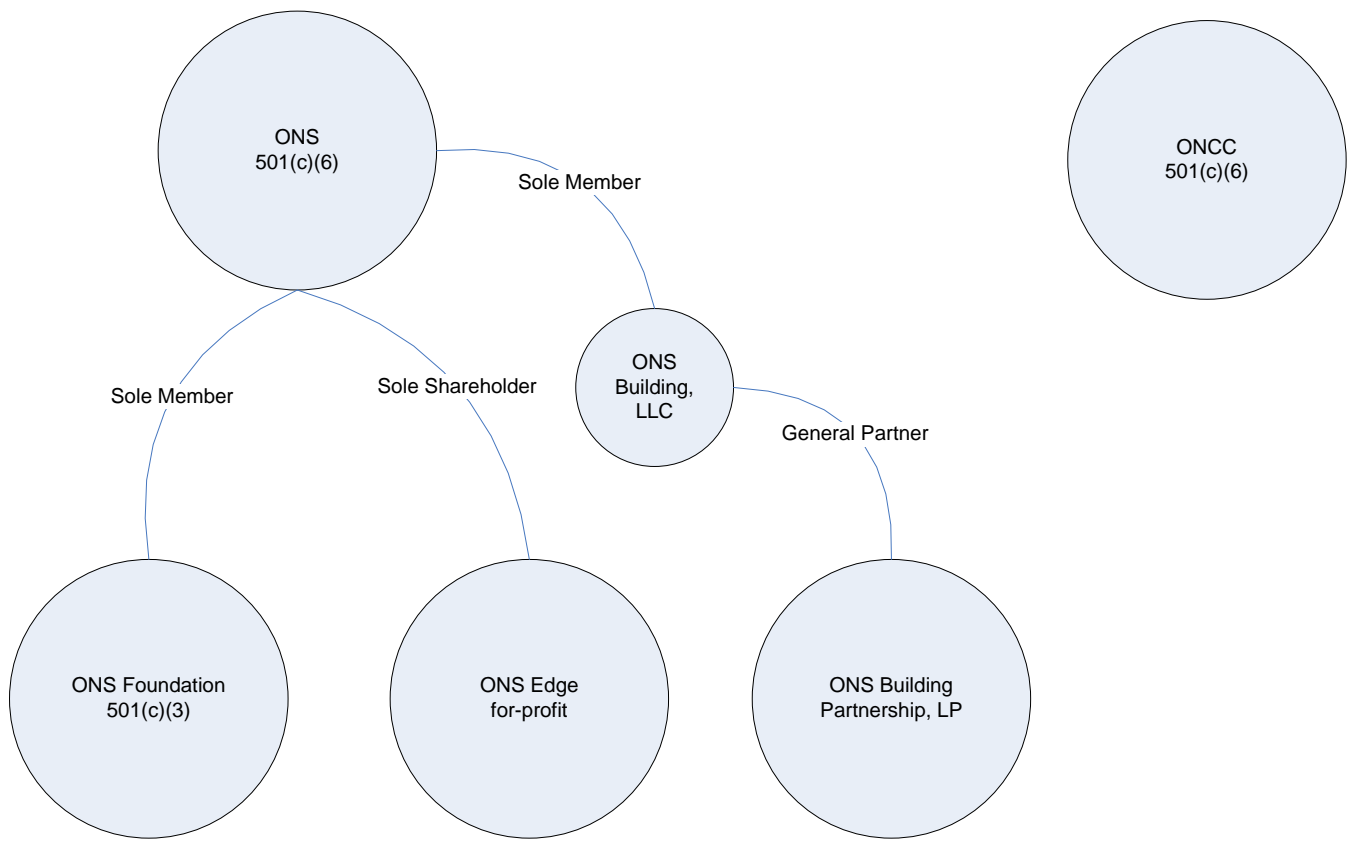 ONS
501(c)(6)
ONCC
501(c)(6)
Sole Member
ONS
Building,
LLC
Sole Member
Sole Shareholder
General Partner
ONS Foundation
501(c)(3)
ONS Edge
for-profit
ONS Building
Partnership, LP